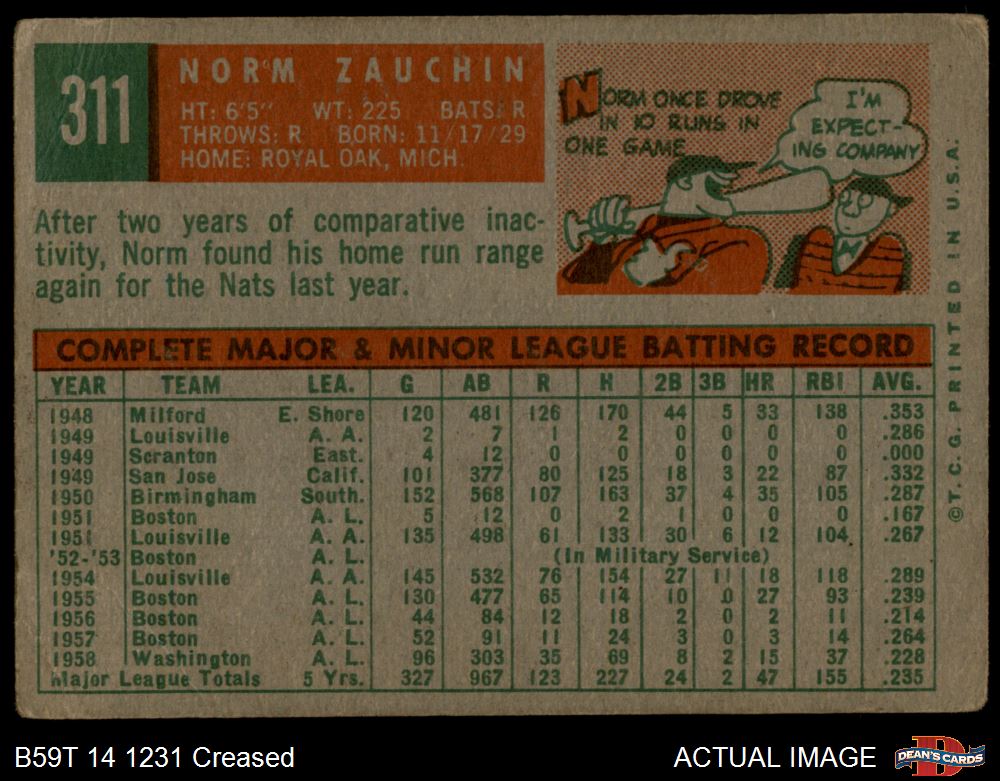 311
NORM ZAUCHIN
HT: 6'5" WT: 225 BATS: R
THROWS: R BORN: 11/17/29
HOME: ROYAL OAK, MICH.
NORM ONCE DROVE
IN 10 RUNS IN
ONE GAME
I'M
EXPECT-
ING COMPANY
After two years of comparative inac-
tivity, Norm found his home run range
again for the Nats last year.
COMPLETE MAJOR & MINOR LEAGUE BATTING RECORD
YEAR TEAM LEA. G AB R H 2B 3B HR RBI AVG.
1948 Milford E. Shore 120 481 126 170 44 5 33 138 .353
1949 Louisville A. A. 2 7 1 2 0 0 0 0 .286
1949 Scranton East. 4 12 0 0 0 0 0 0 .000
1949 San Jose Calif. 101 377 80 125 18 3 22 87 .332
1950 Birmingham South. 152 568 107 163 37 4 35 105 .287
1951 Boston A. L. 5 12 0 2 1 0 0 0 .167
1951 Louisville A. A. 135 498 61 133 30 6 12 104 .267
'52-'53 Boston A. L. (In Military Service)
1954 Louisville A. A. 145 532 76 154 27 11 18 118 .289
1955 Boston A. L. 130 477 65 114 10 0 27 93 .239
1956 Boston A. L. 44 84 12 18 2 0 2 11 .214
1957 Boston A. L. 52 91 11 24 3 0 3 14 .264
1958 Washington A. L. 96 303 35 69 8 2 15 37 .228
Major League Totals 5 Yrs. 327 967 123 227 24 2 47 155 .235
©T. C. G. PRINTED IN U.S.A.
B59T 14 1231 Creased
ACTUAL IMAGE
D
DEAN'S CARDS